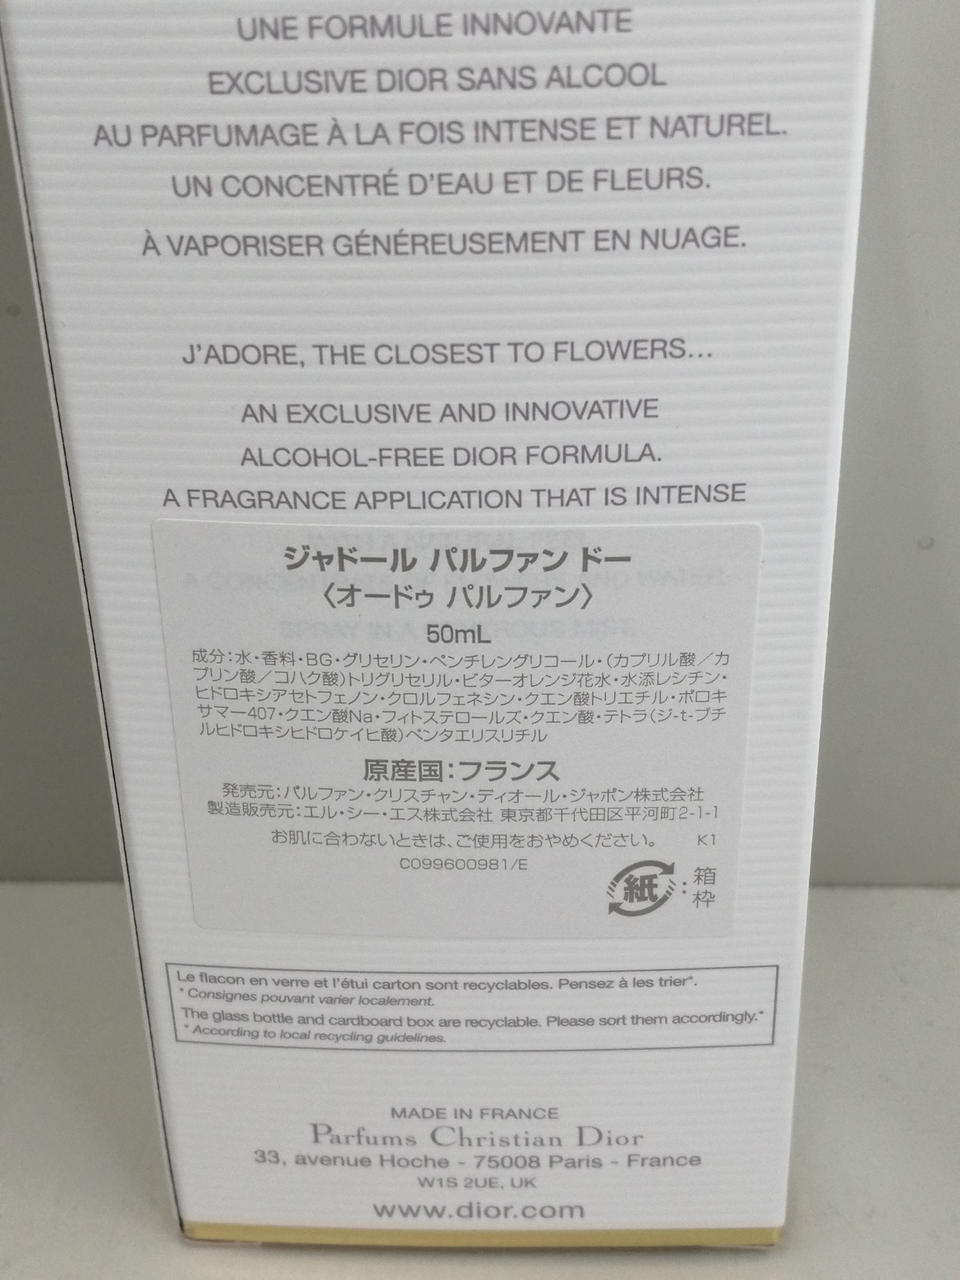 UNE FORMULE INNOVANTE
EXCLUSIVE DIOR SANS ALCOOL
AU PARFUMAGE À LA FOIS INTENSE ET NATUREL.
UN CONCENTRÉ D'EAU ET DE FLEURS.
À VAPORISER GÉNÉREUSEMENT EN NUAGE.
J'ADORE, THE CLOSEST TO FLOWERS...
AN EXCLUSIVE AND INNOVATIVE
ALCOHOL-FREE DIOR FORMULA.
A FRAGRANCE APPLICATION THAT IS INTENSE
ジャドール パルファン ドー
〈オードゥ パルファン〉
50mL
成分:水・香料・BG・グリセリン・ペンチレングリコール・(カプリル酸/カ
プリン酸/コハク酸)トリグリセリル・ビターオレンジ花水・水添レシチン・
ヒドロキシアセトフェノン・クロルフェネシン・クエン酸トリエチル・ポロキ
サマー407・クエン酸Na・フィトステロールズ・クエン酸・テトラ(ジ-t-ブチ
ルヒドロキシヒドロケイヒ酸)ペンタエリスリチル
原産国:フランス
発売元:パルファン・クリスチャン・ディオール・ジャポン株式会社
製造販売元:エル・シー・エス株式会社 東京都千代田区平河町2-1-1
お肌に合わないときは、ご使用をおやめください。 K1
C099600981/E
紙:箱
枠
Le flacon en verre et l'étui carton sont recyclables. Pensez à les trier*.
* Consignes pouvant varier localement.
The glass bottle and cardboard box are recyclable. Please sort them accordingly.*
* According to local recycling guidelines.
MADE IN FRANCE
Parfums Christian Dior
33, avenue Hoche - 75008 Paris - France
W1S 2UE, UK
www.dior.com